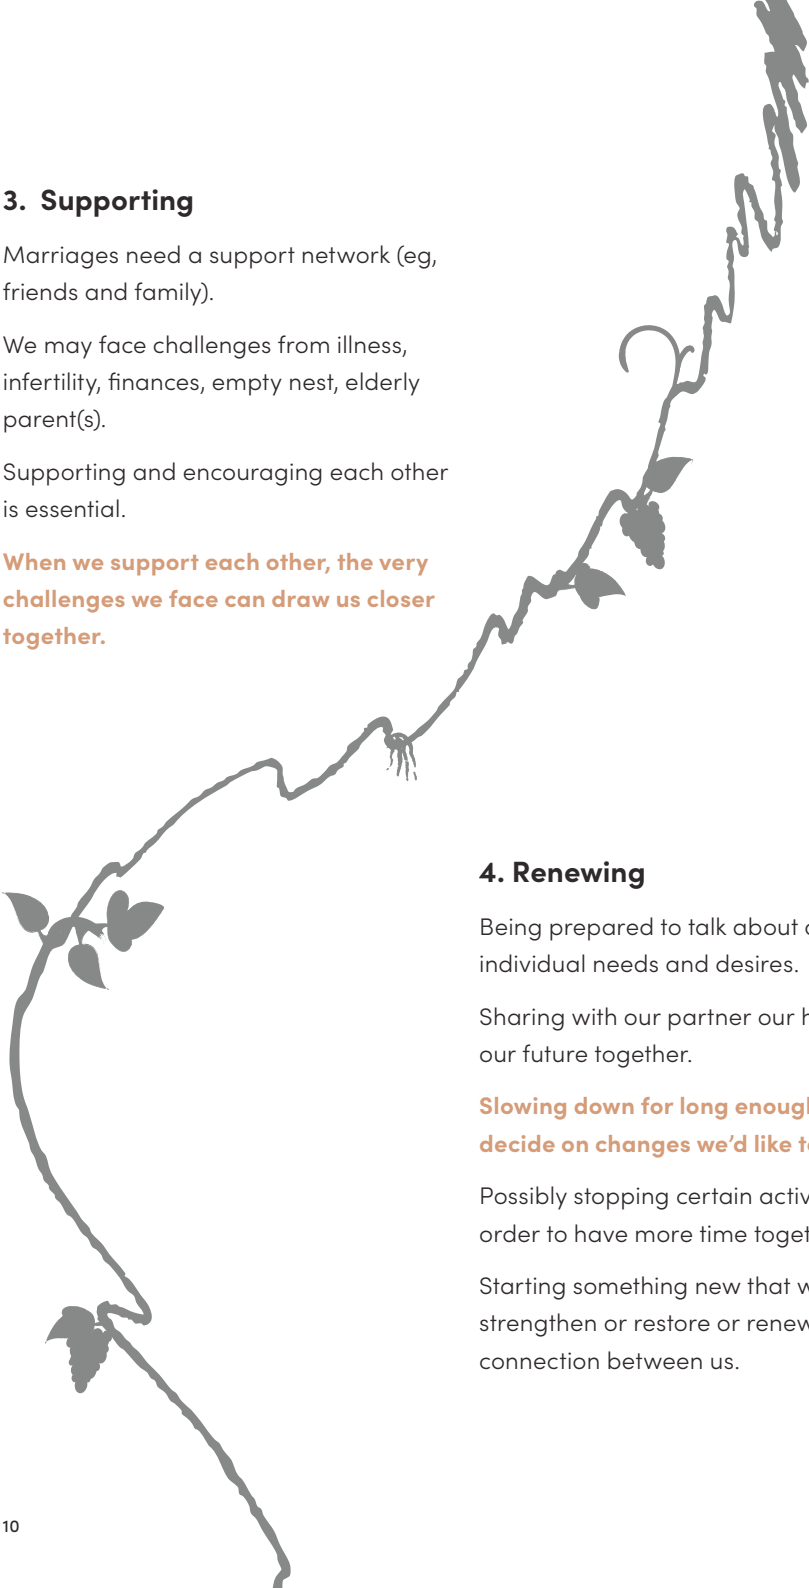 3. Supporting
Marriages need a support network (eg,
friends and family).
We may face challenges from illness,
infertility, finances, empty nest, elderly
parent(s).
Supporting and encouraging each other
is essential.
When we support each other, the very
challenges we face can draw us closer
together.
4. Renewing
Being prepared to talk about
individual needs and desires.
Sharing with our partner our
our future together.
Slowing down for long
decide on changes we’d like
Possibly stopping certain
order to have more time
Starting something new that
strengthen or restore or renew
connection between us.
10